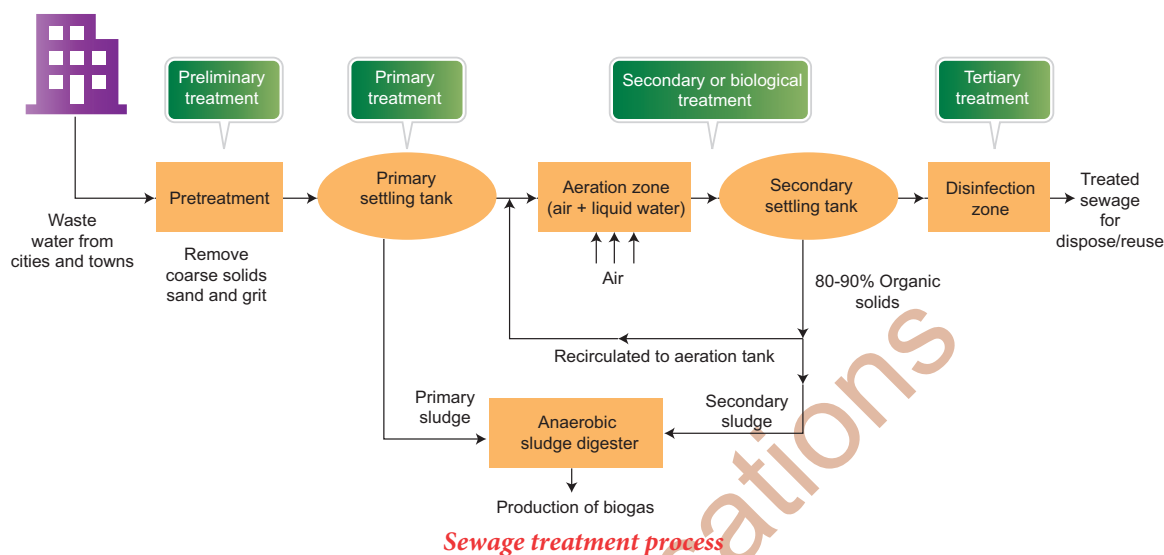 Preliminary
treatment
Primary
treatment
Secondary or biological
treatment
Tertiary
treatment
Waste
water from
cities and towns
Pretreatment
Remove
coarse solids
sand and grit
Primary
settling tank
Aeration zone
(air + liquid water)
Air
Secondary
settling tank
Disinfection
zone
Treated
sewage
for
dispose/reuse
80-90% Organic
solids
Recirculated to aeration tank
Primary
sludge
Anaerobic
sludge digester
Secondary
sludge
Production of biogas
Sewage treatment process
ations